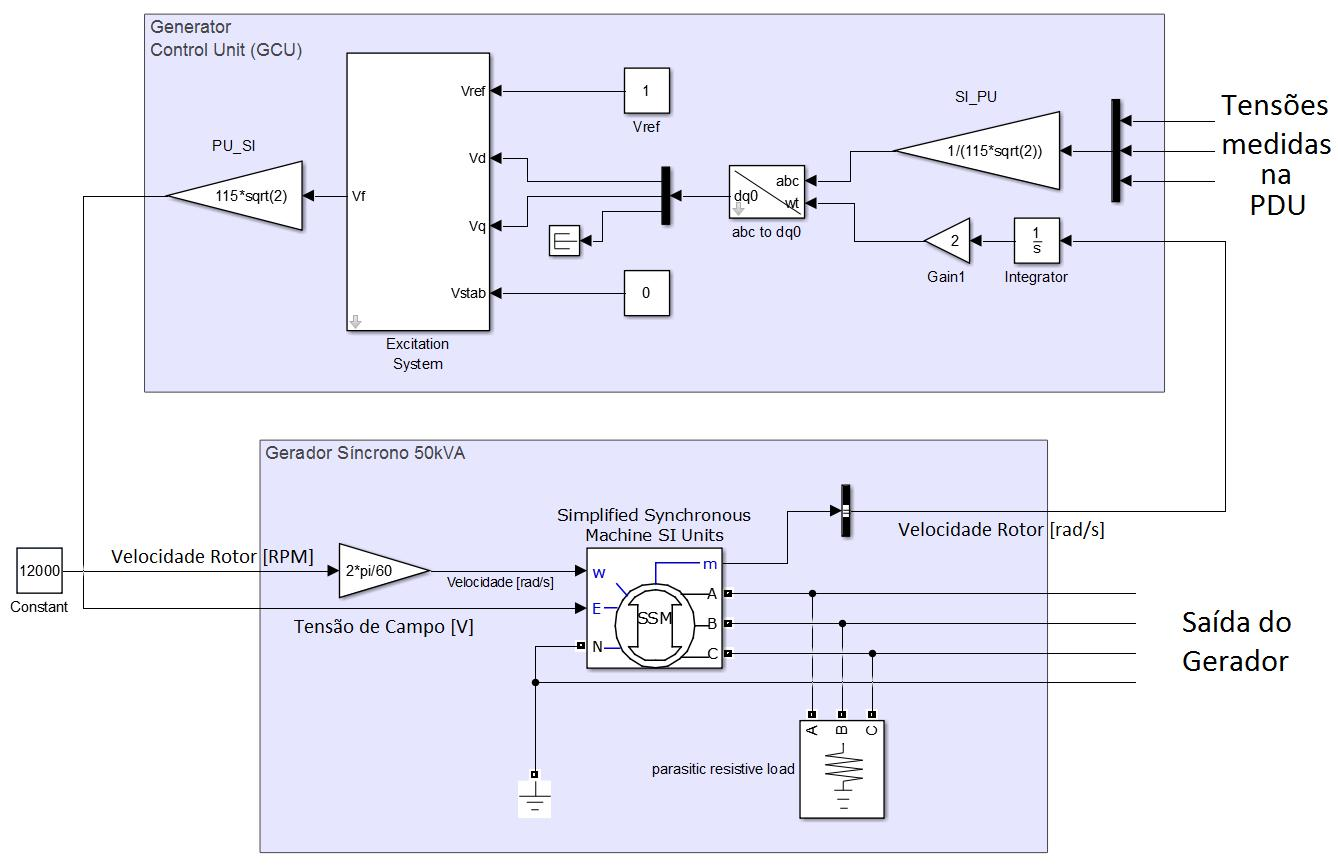 Generator
Control Unit (GCU)
PU_SI
115*sqrt(2)
Vf
Vref
Vd
Vq
Vstab
Excitation
System
1
Vref
0
dq0
abc
wt
abc to dq0
SI_PU
1/(115*sqrt(2))
2
Gain1
1
s
Integrator
Tensões
medidas
na
PDU
Gerador Síncrono 50kVA
12000
Constant
Velocidade Rotor [RPM]
2*pi/60
Velocidade [rad/s]
Tensão de Campo [V]
Simplified Synchronous
Machine SI Units
w
E
N
SSM
m
A
B
C
Velocidade Rotor [rad/s]
Saída do
Gerador
A
B
C
parasitic resistive load